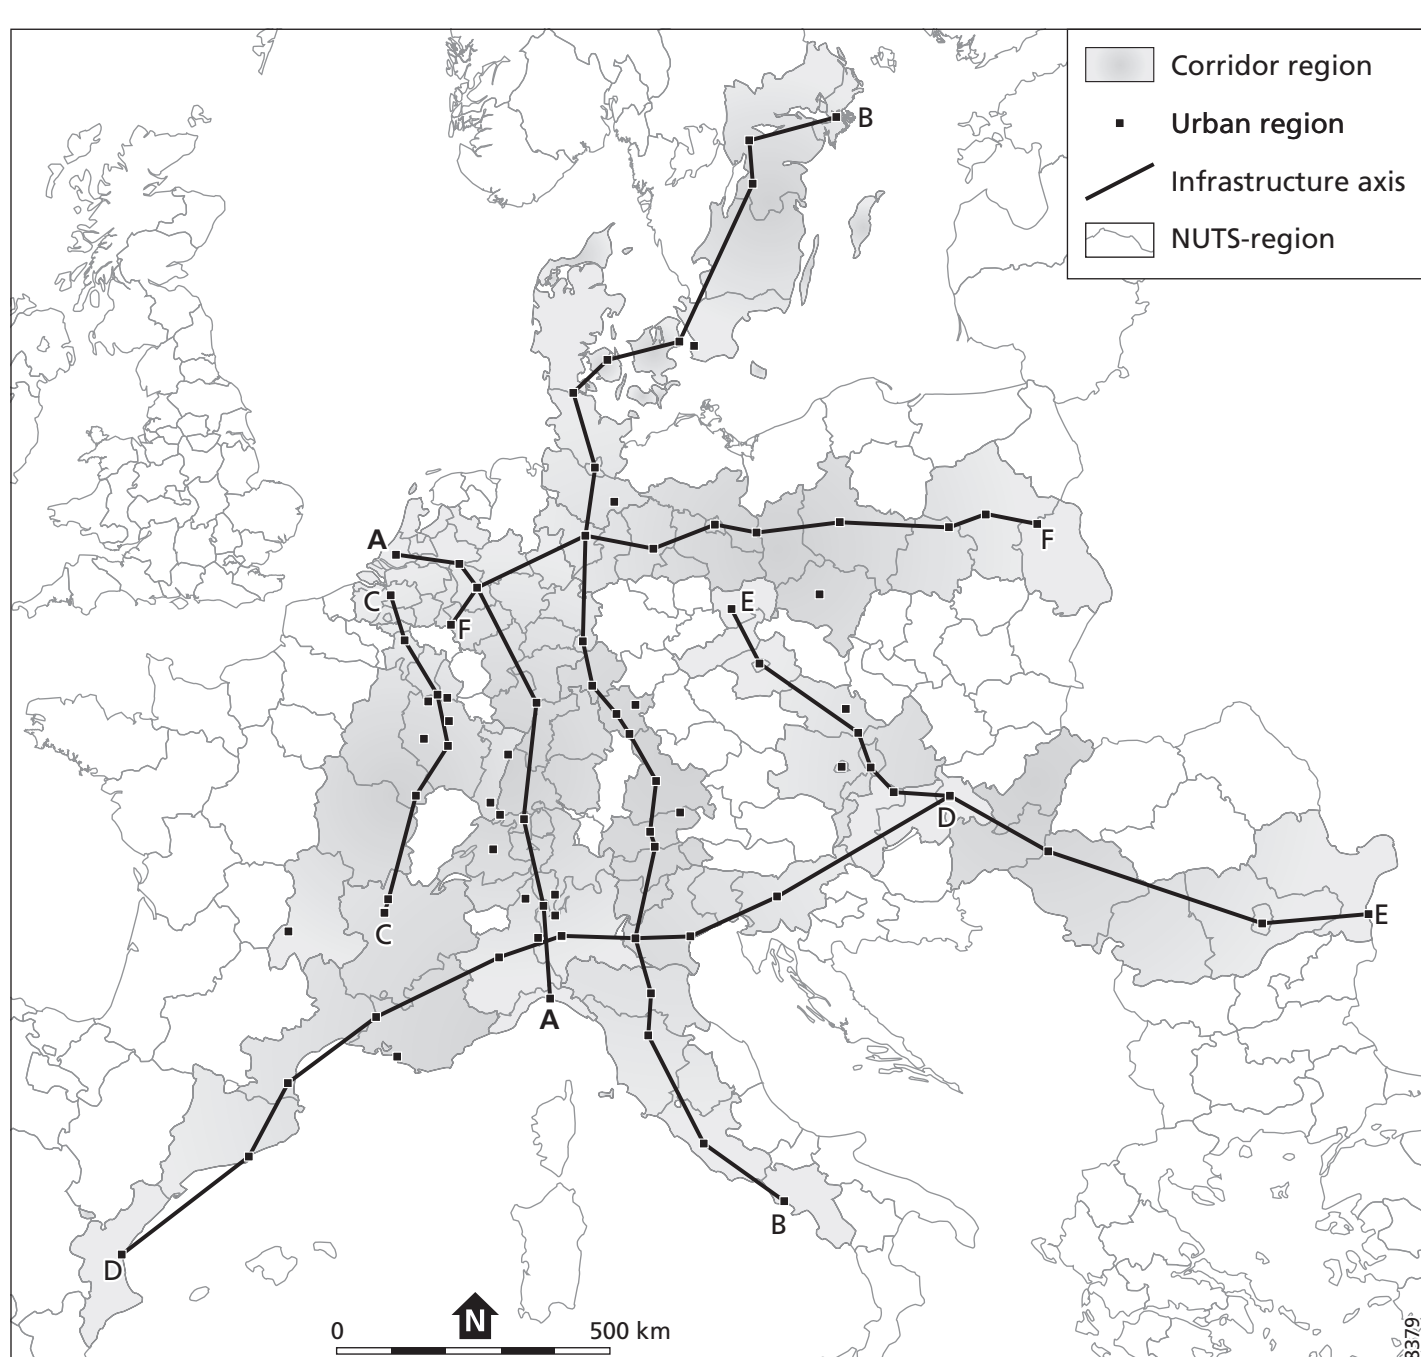 Corridor region
B
Urban region
Infrastructure axis
NUTS-region
A
F
C
E
F
D
E
C
A
B
D
N
0
500 km
3379